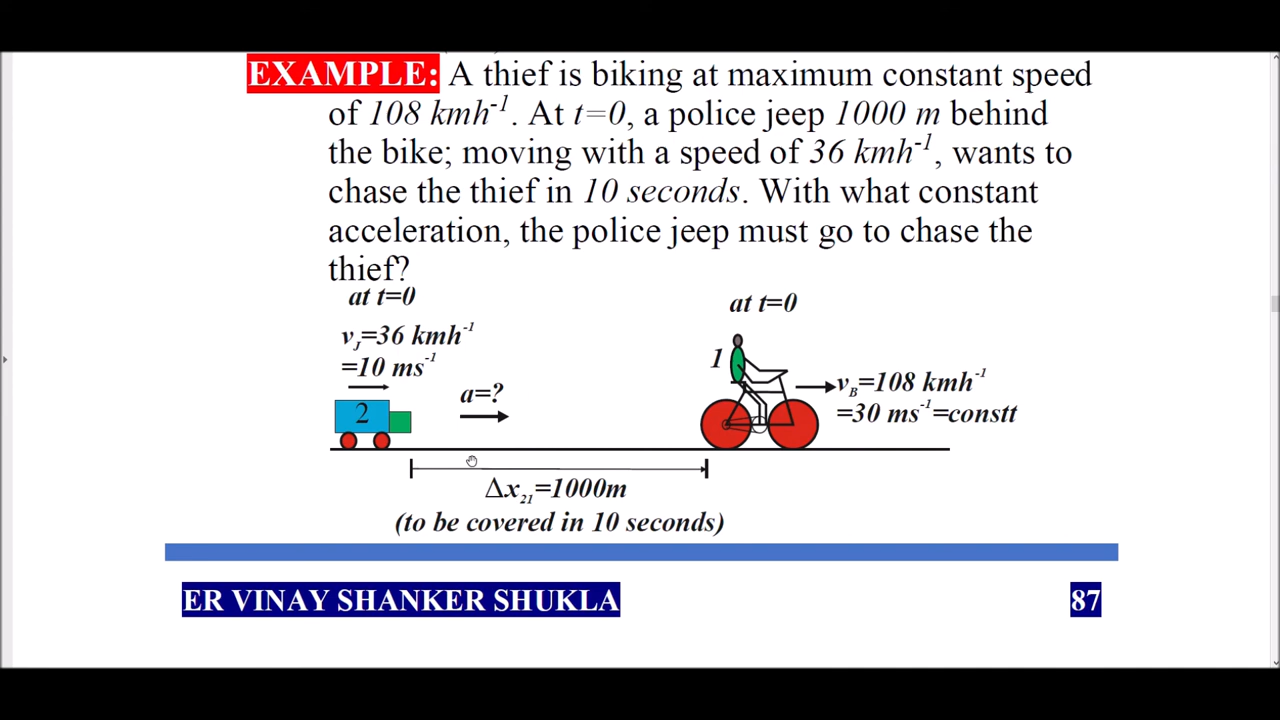 EXAMPLE: A thief is biking at maximum constant speed
of 108 kmh⁻¹. At t=0, a police jeep 1000 m behind
the bike; moving with a speed of 36 kmh⁻¹, wants to
chase the thief in 10 seconds. With what constant
acceleration, the police jeep must go to chase the
thief?
at t=0
at t=0
v_J=36 kmh⁻¹
=10 ms⁻¹
a=?
2
1
v_B=108 kmh⁻¹
=30 ms⁻¹=constt
Δx₂₁=1000m
(to be covered in 10 seconds)
ER VINAY SHANKER SHUKLA
87